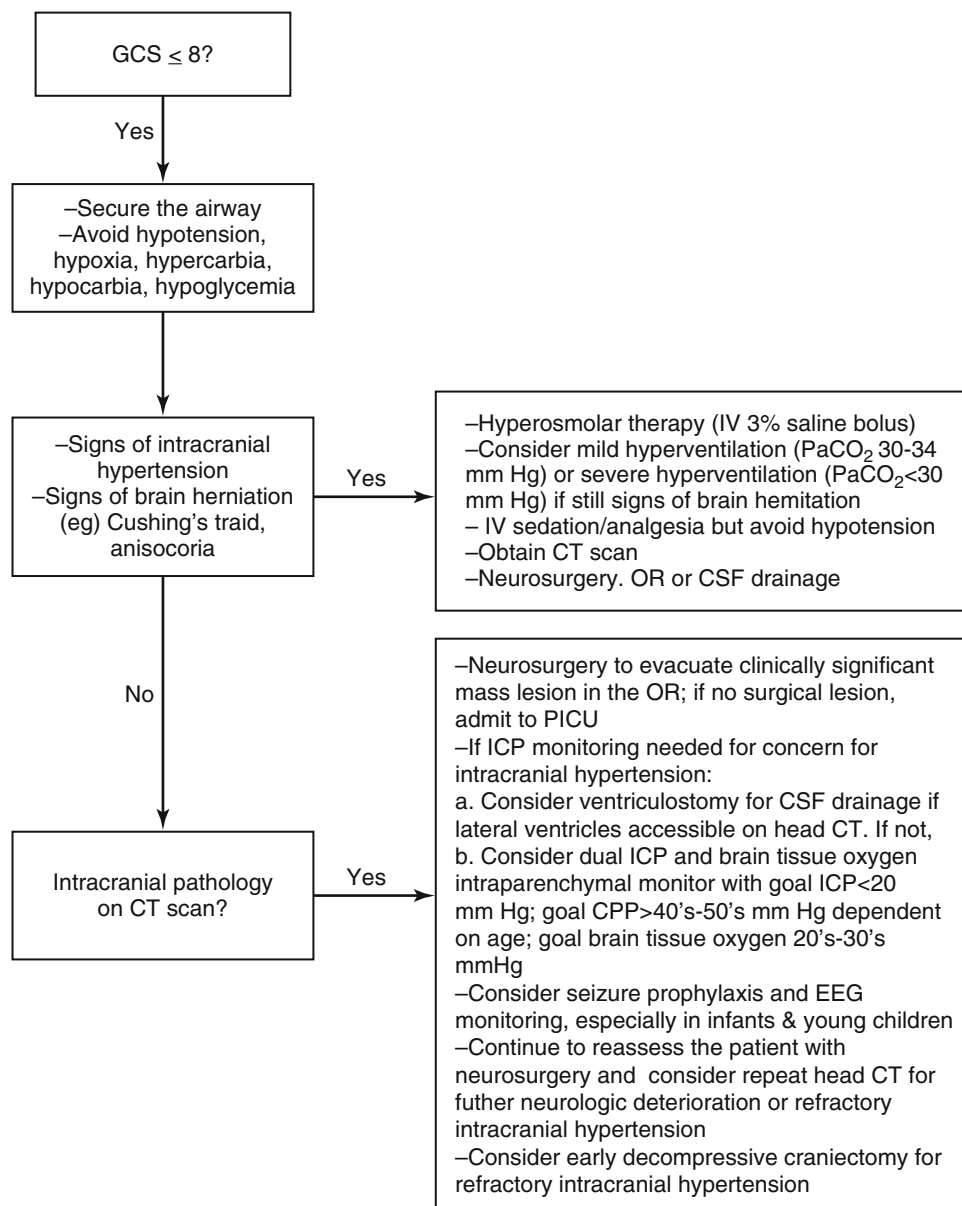 GCS ≤ 8?
Yes
–Secure the airway
–Avoid hypotension,
hypoxia, hypercarbia,
hypocarbia, hypoglycemia
–Signs of intracranial
hypertension
–Signs of brain herniation
(eg) Cushing's traid,
anisocoria
Yes
–Hyperosmolar therapy (IV 3% saline bolus)
–Consider mild hyperventilation (PaCO2 30-34
mm Hg) or severe hyperventilation (PaCO2<30
mm Hg) if still signs of brain hemitation
– IV sedation/analgesia but avoid hypotension
–Obtain CT scan
–Neurosurgery. OR or CSF drainage
No
Intracranial pathology
on CT scan?
Yes
–Neurosurgery to evacuate clinically significant
mass lesion in the OR; if no surgical lesion,
admit to PICU
–If ICP monitoring needed for concern for
intracranial hypertension:
a. Consider ventriculostomy for CSF drainage if
lateral ventricles accessible on head CT. If not,
b. Consider dual ICP and brain tissue oxygen
intraparenchymal monitor with goal ICP<20
mm Hg; goal CPP>40's-50's mm Hg dependent
on age; goal brain tissue oxygen 20's-30's
mmHg
–Consider seizure prophylaxis and EEG
monitoring, especially in infants & young children
–Continue to reassess the patient with
neurosurgery and consider repeat head CT for
futher neurologic deterioration or refractory
intracranial hypertension
–Consider early decompressive craniectomy for
refractory intracranial hypertension